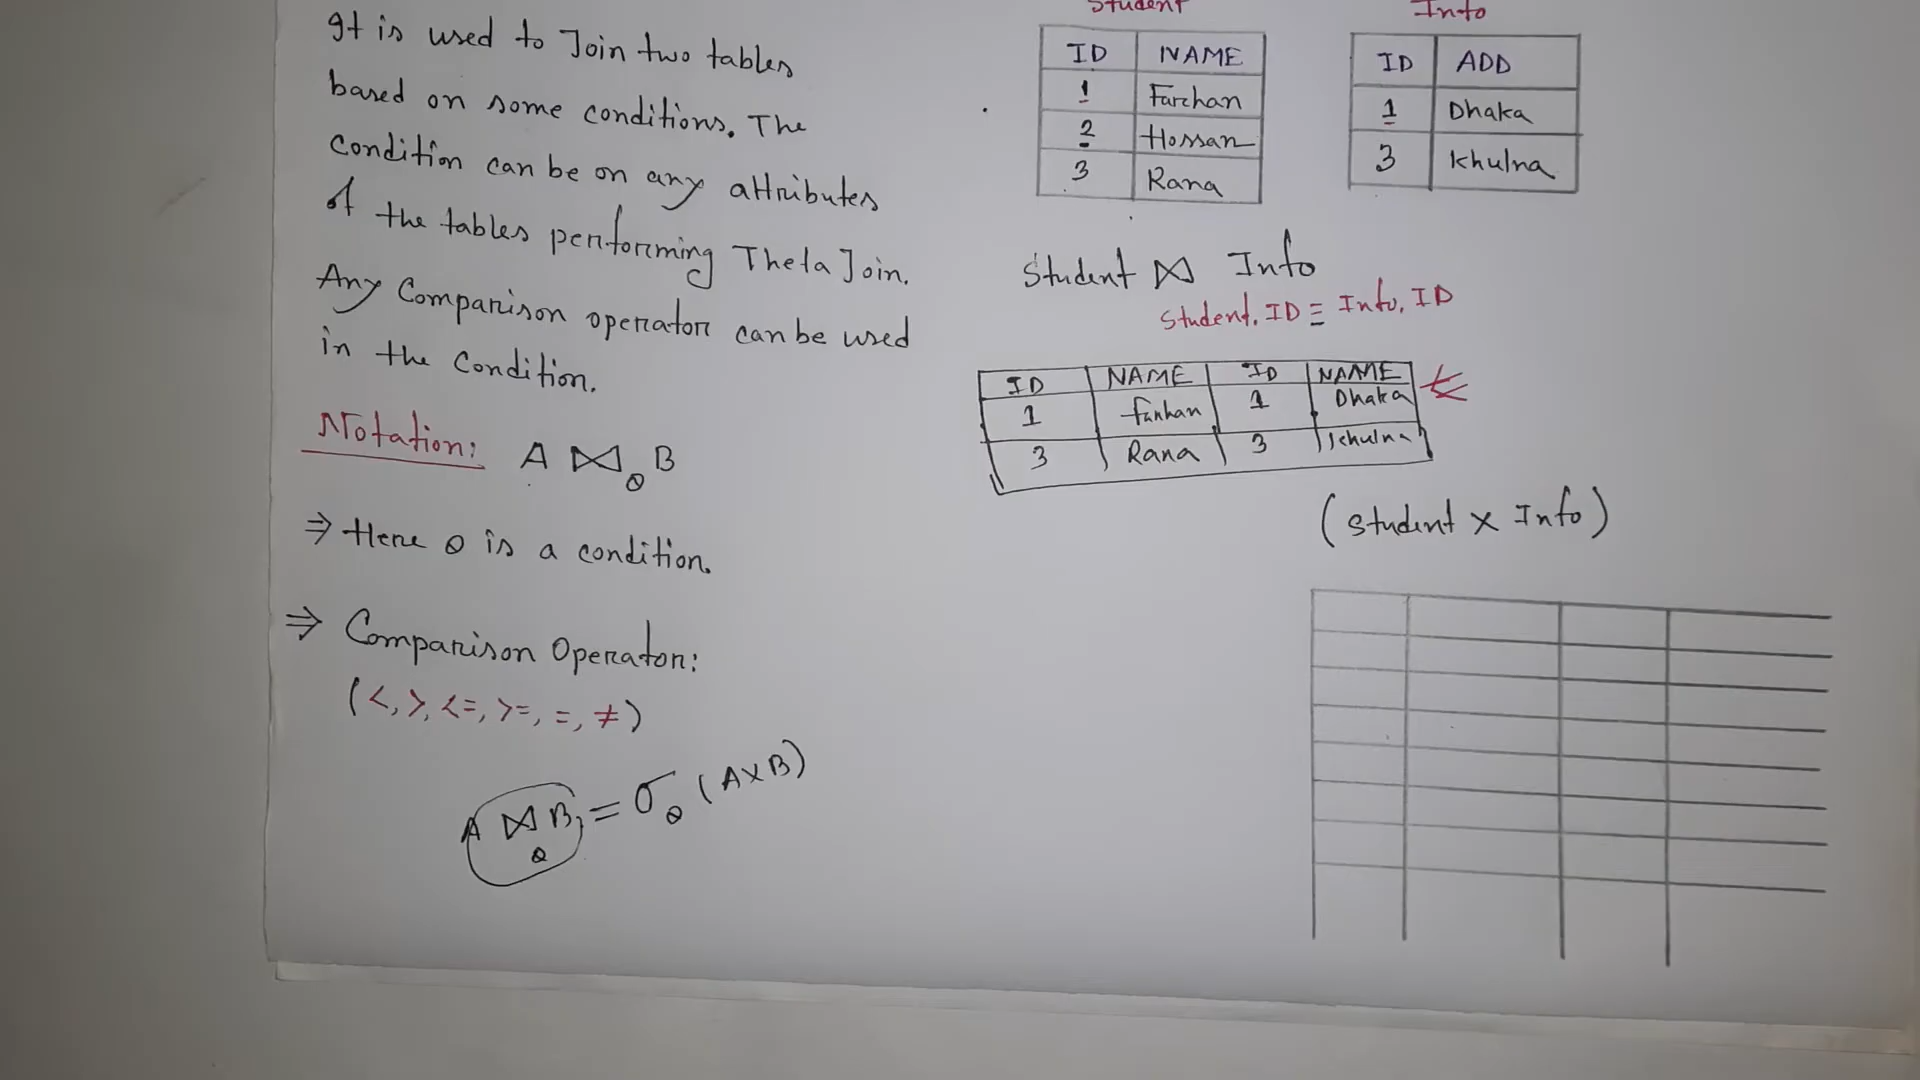 It is used to Join two tables
based on some conditions. The
Condition can be on any attributes
of the tables performing Theta Join.
Any Comparison operator can be used
in the Condition.
Notation: A ⋈θ B
⇒ Here θ is a condition.
⇒ Comparison Operator:
(<, >, <=, >=, =, ≠)
A ⋈θ B = σθ (A×B)
Student
ID NAME
1 Farhan
2 Hossan
3 Rana
Info
ID ADD
1 Dhaka
3 Khulna
Student ⋈ Info
Student.ID = Info.ID
ID NAME ID NAME
1 Farhan 1 Dhaka
3 Rana 3 Khulna
(Student × Info)